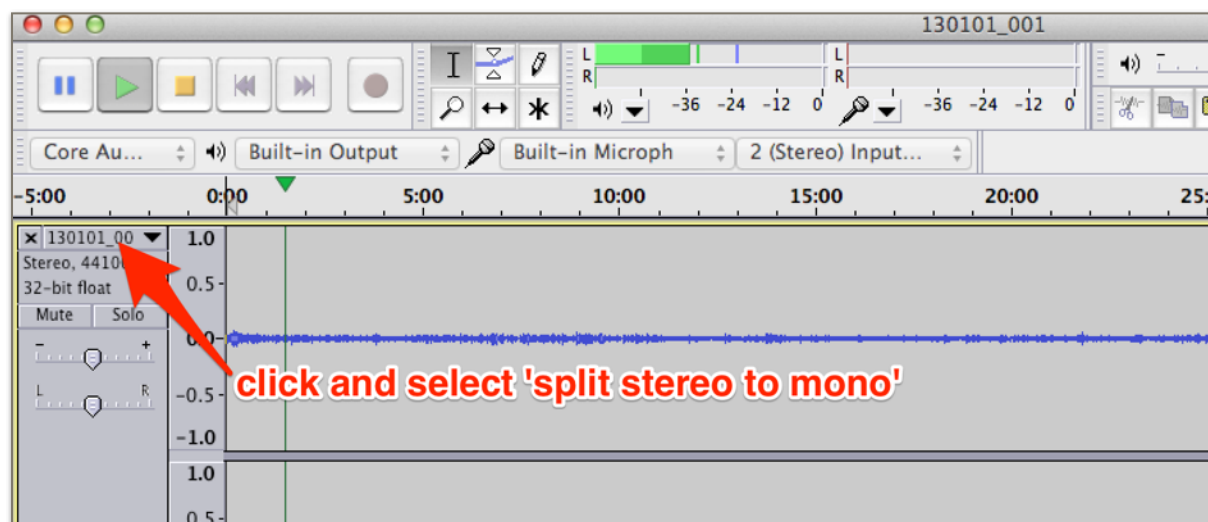 130101_001
L
R
-36 -24 -12 0
L
R
-36 -24 -12 0
Core Au...
Built-in Output
Built-in Microph
2 (Stereo) Input...
-5:00 0:00 5:00 10:00 15:00 20:00 25:
130101_00
Stereo, 44100
32-bit float
Mute Solo
- +
L R
1.0
0.5
0.0
-0.5
-1.0
1.0
0.5
click and select 'split stereo to mono'